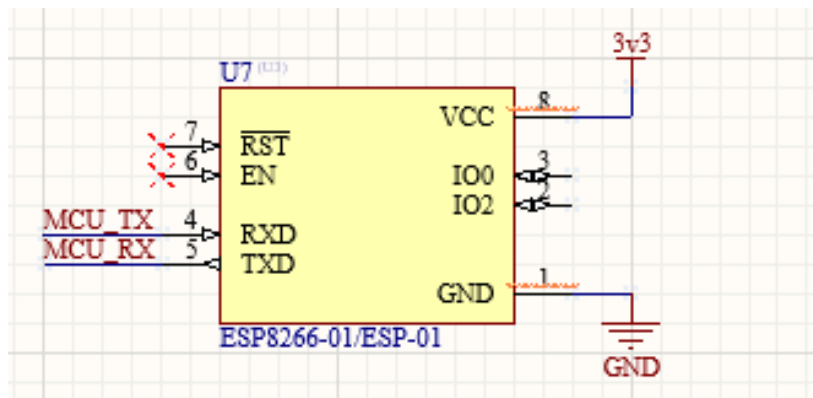 3v3
U7 (U3)
8
VCC
7
RST
6
EN
3
IO0
2
IO2
MCU_TX
4
RXD
MCU_RX
5
TXD
1
GND
ESP8266-01/ESP-01
GND